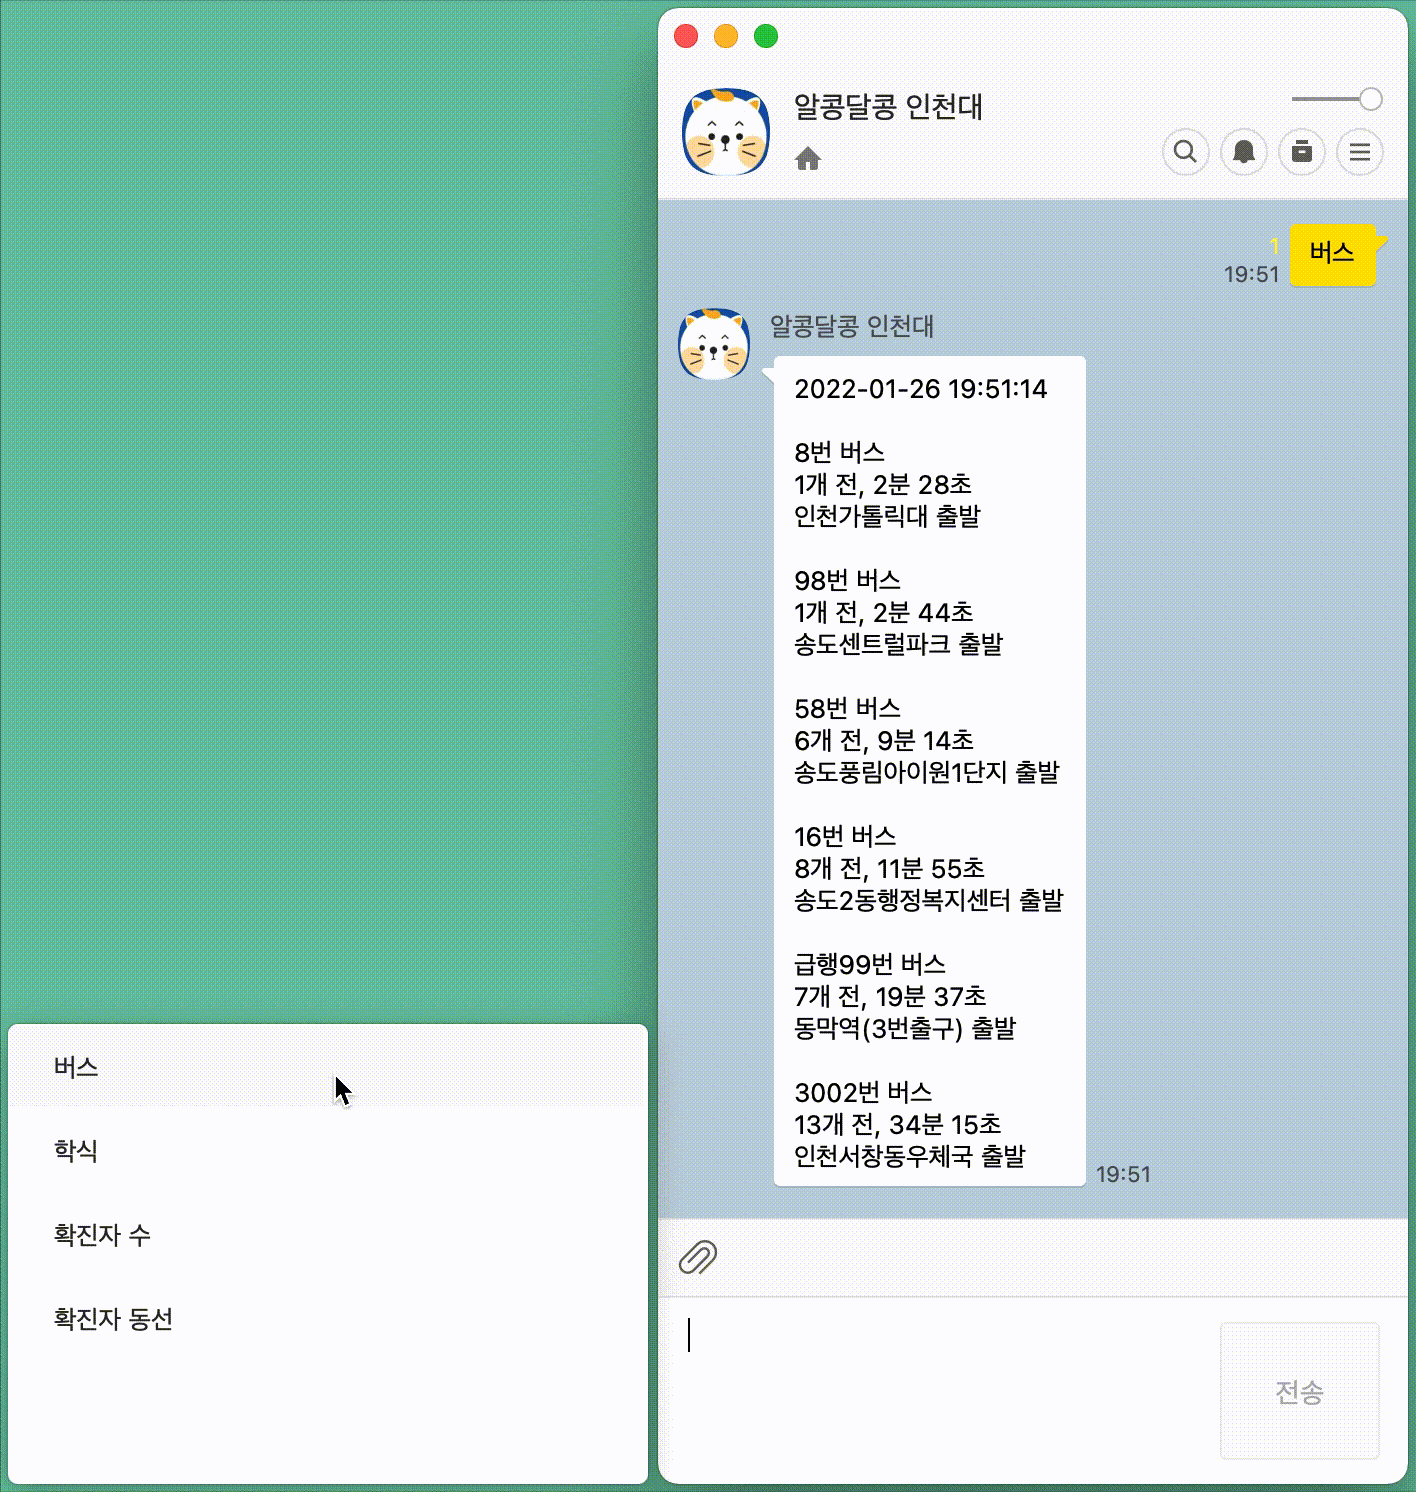 알콩달콩 인천대
1
버스
19:51
알콩달콩 인천대
2022-01-26 19:51:14
8번 버스
1개 전, 2분 28초
인천가톨릭대 출발
98번 버스
1개 전, 2분 44초
송도센트럴파크 출발
58번 버스
6개 전, 9분 14초
송도풍림아이원1단지 출발
16번 버스
8개 전, 11분 55초
송도2동행정복지센터 출발
급행99번 버스
7개 전, 19분 37초
동막역(3번출구) 출발
3002번 버스
13개 전, 34분 15초
인천서창동우체국 출발
19:51
전송
버스
학식
확진자 수
확진자 동선